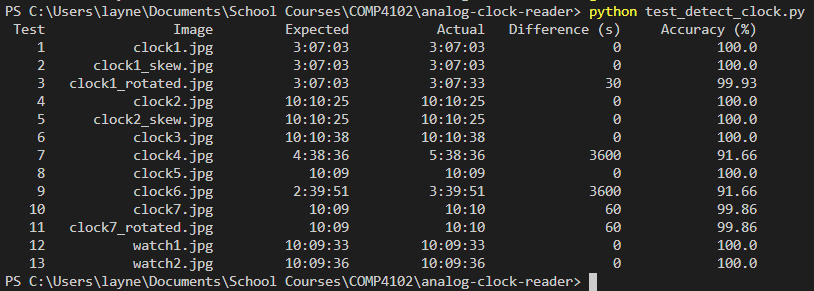 PS C:\Users\layne\Documents\School Courses\COMP4102\analog-clock-reader> python test_detect_clock.py
Test Image Expected Actual Difference (s) Accuracy (%)
1 clock1.jpg 3:07:03 3:07:03 0 100.0
2 clock1_skew.jpg 3:07:03 3:07:03 0 100.0
3 clock1_rotated.jpg 3:07:03 3:07:33 30 99.93
4 clock2.jpg 10:10:25 10:10:25 0 100.0
5 clock2_skew.jpg 10:10:25 10:10:25 0 100.0
6 clock3.jpg 10:10:38 10:10:38 0 100.0
7 clock4.jpg 4:38:36 5:38:36 3600 91.66
8 clock5.jpg 10:09 10:09 0 100.0
9 clock6.jpg 2:39:51 3:39:51 3600 91.66
10 clock7.jpg 10:09 10:10 60 99.86
11 clock7_rotated.jpg 10:09 10:10 60 99.86
12 watch1.jpg 10:09:33 10:09:33 0 100.0
13 watch2.jpg 10:09:36 10:09:36 0 100.0
PS C:\Users\layne\Documents\School Courses\COMP4102\analog-clock-reader>